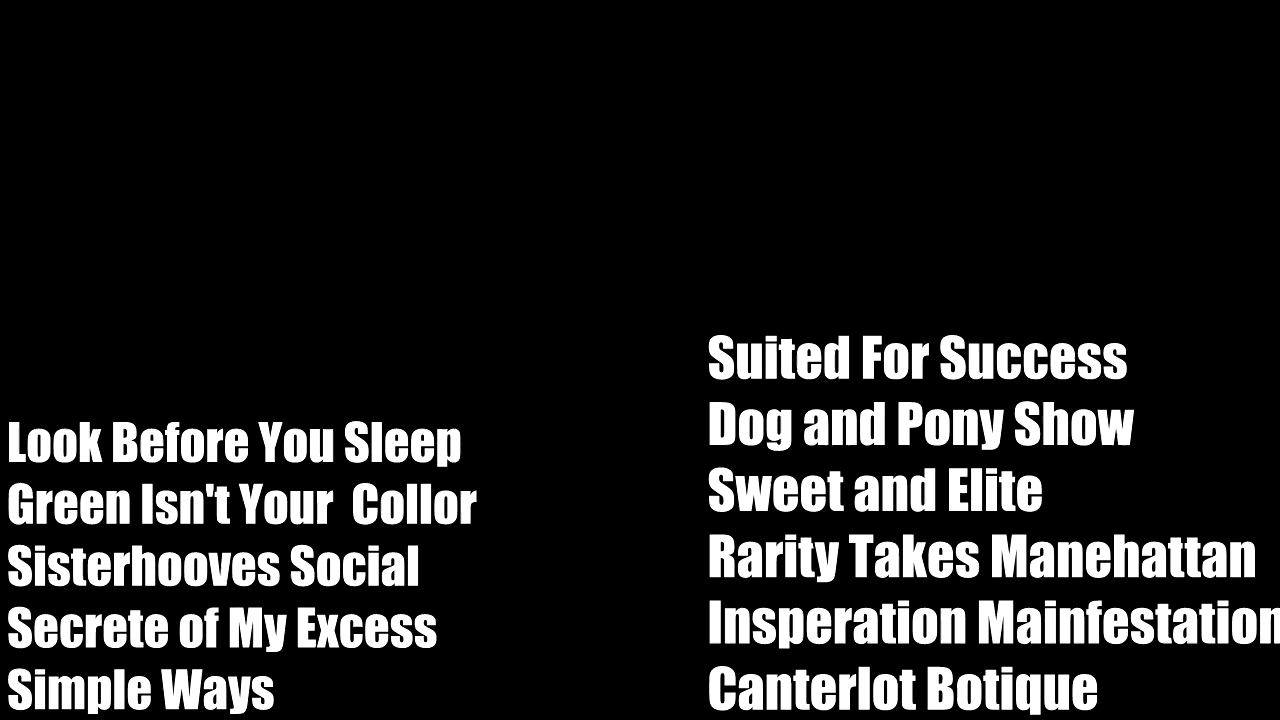 Look Before You Sleep
Green Isn't Your  Collor
Sisterhooves Social
Secrete of My Excess
Simple Ways
Suited For Success
Dog and Pony Show
Sweet and Elite
Rarity Takes Manehattan
Insperation Mainfestation
Canterlot Botique